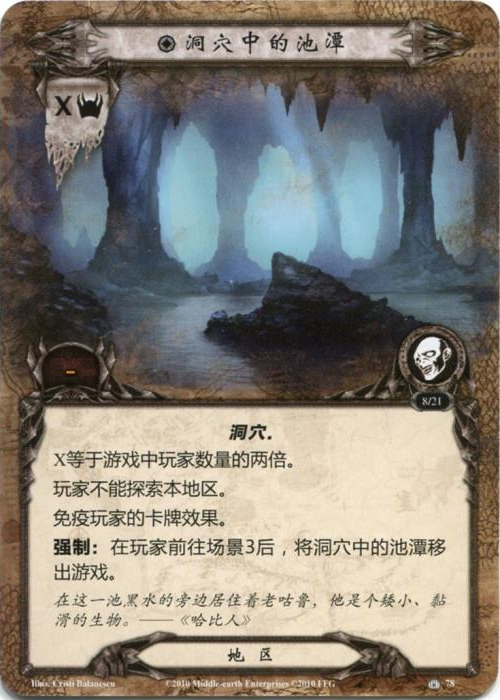 洞穴中的池潭
X
8/21
洞穴.
X等于游戏中玩家数量的两倍。
玩家不能探索本地区。
免疫玩家的卡牌效果。
强制：在玩家前往场景3后，将洞穴中的池潭移
出游戏。
在这一池黑水的旁边居住着老咕鲁，他是个矮小、黏
滑的生物。——《哈比人》
地区
Illus. Cristi Balanescu
©2010 Middle-earth Enterprises ©2010 FFG
78